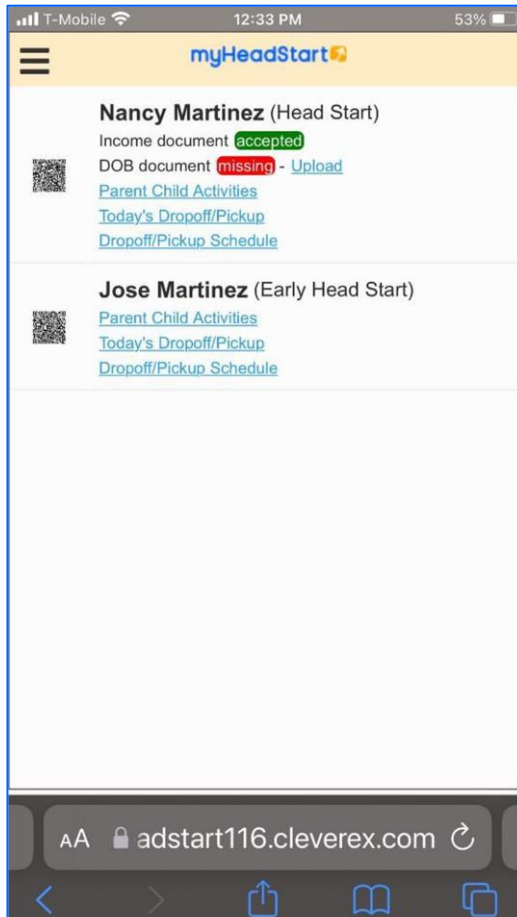 T-Mobile 12:33 PM 53%
myHeadStart
Nancy Martinez (Head Start)
Income document accepted
DOB document missing - Upload
Parent Child Activities
Today's Dropoff/Pickup
Dropoff/Pickup Schedule
Jose Martinez (Early Head Start)
Parent Child Activities
Today's Dropoff/Pickup
Dropoff/Pickup Schedule
AA adstart116.cleverex.com